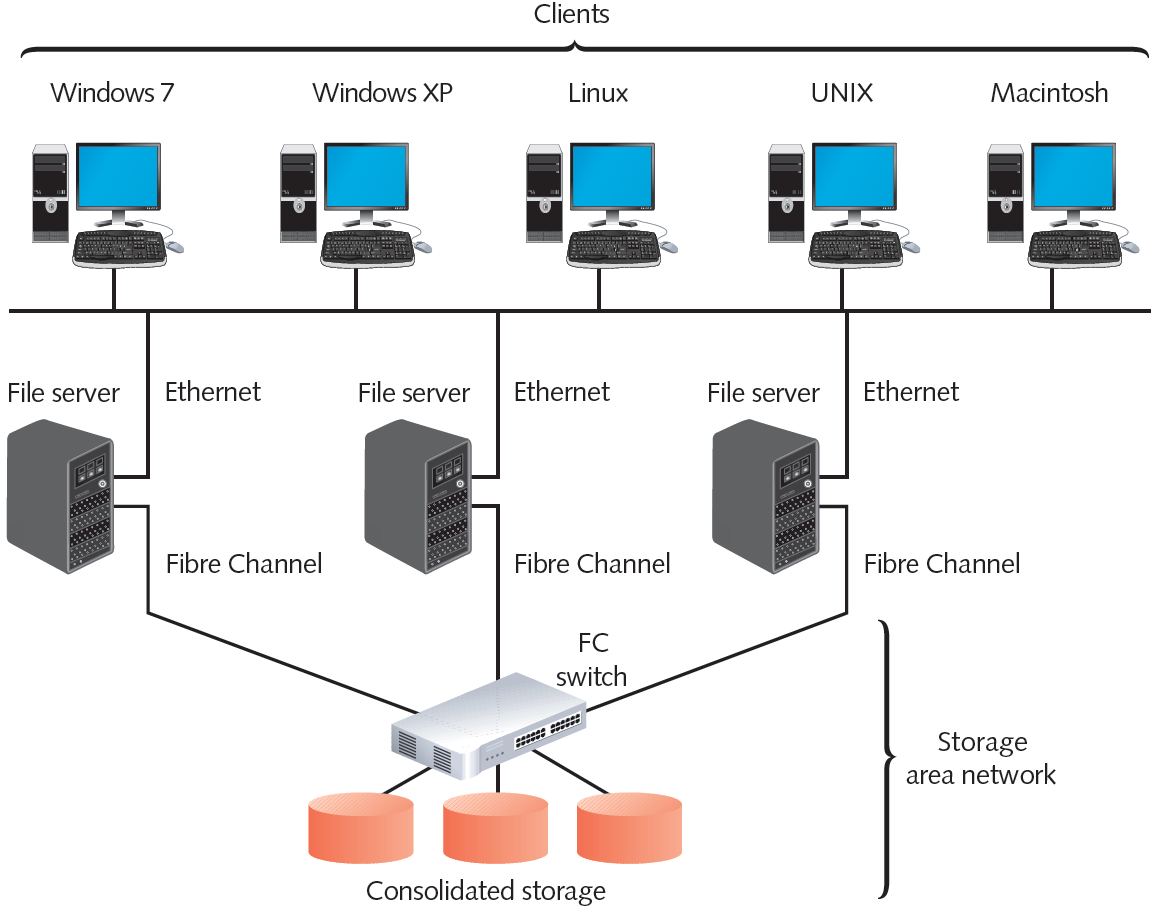 Clients
Windows 7
Windows XP
Linux
UNIX
Macintosh
File server
Ethernet
File server
Ethernet
File server
Ethernet
Fibre Channel
Fibre Channel
Fibre Channel
FC
switch
Storage
area network
Consolidated storage